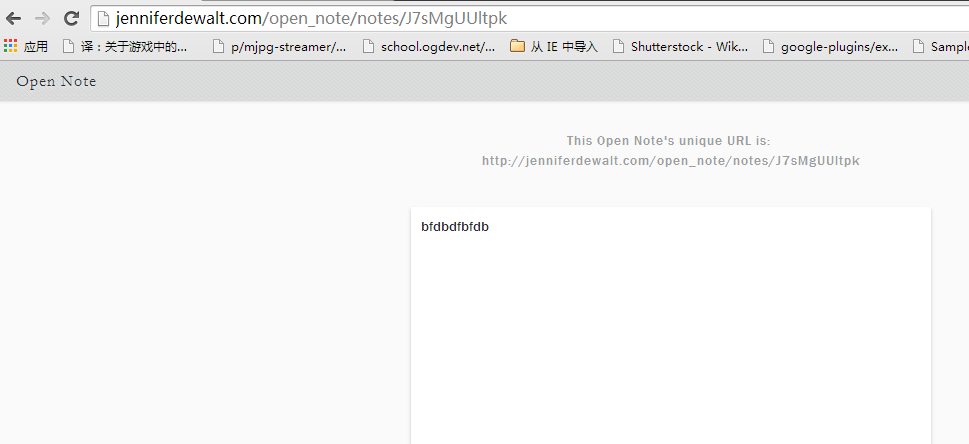 jenniferdewalt.com/open_note/notes/J7sMgUUltpk
应用 译：关于游戏中的... p/mjpg-streamer/... school.ogdev.net/... 从 IE 中导入 Shutterstock - Wik... google-plugins/ex... Sample
Open Note
This Open Note's unique URL is:
http://jenniferdewalt.com/open_note/notes/J7sMgUUltpk
bfdbdfbfdb